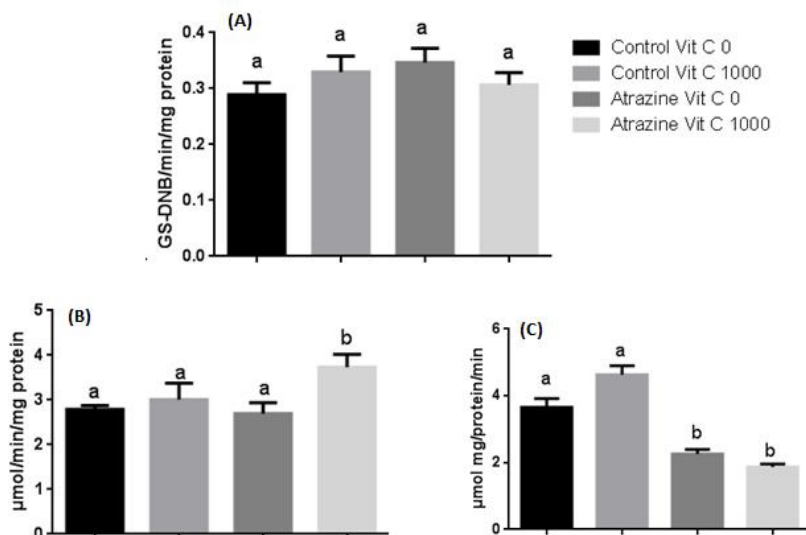 (A)
a
a
a
a
0.4
0.3
0.2
0.1
0.0
GS-DNB/min/mg protein
Control Vit C 0
Control Vit C 1000
Atrazine Vit C 0
Atrazine Vit C 1000
(B)
a
a
a
b
5
4
3
2
1
0
µmol/min/mg protein
(C)
a
a
b
b
6
4
2
0
µmol mg/protein/min